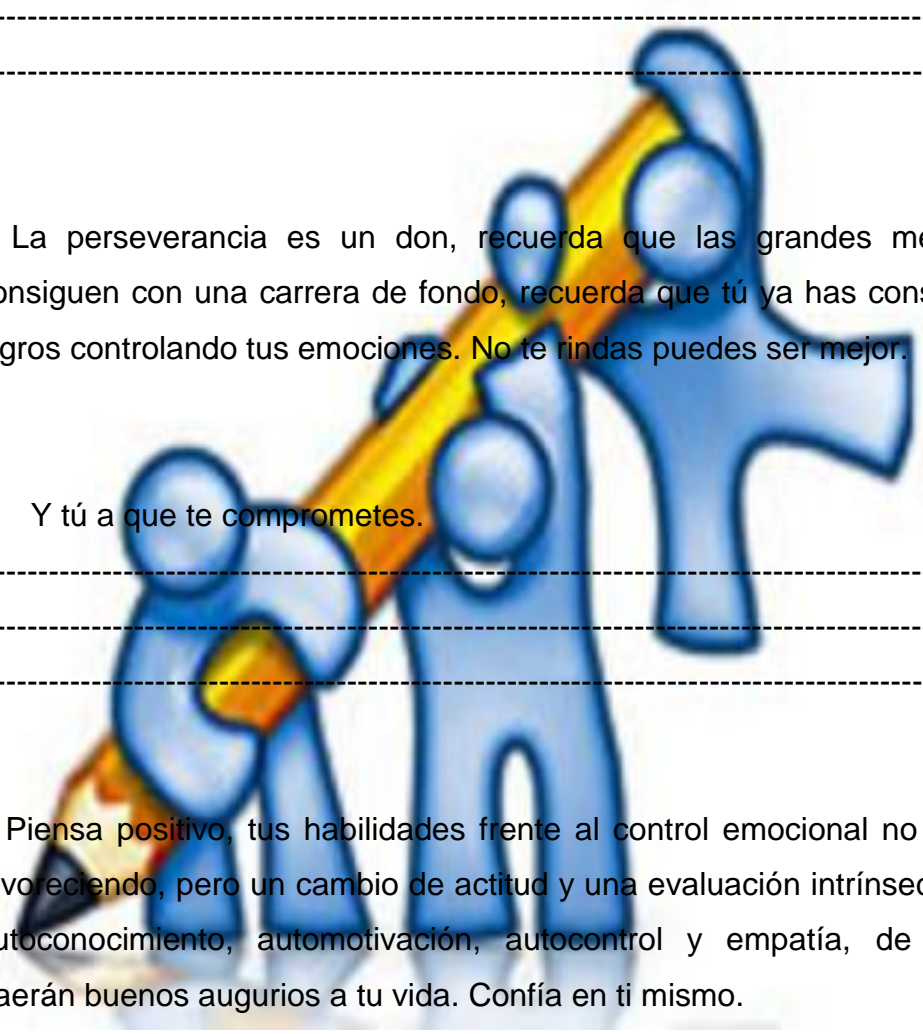 La perseverancia es un don, recuerda que las grandes me
onsiguen con una carrera de fondo, recuerda que tú ya has cons
gros controlando tus emociones. No te rindas puedes ser mejor.
Y tú a que te comprometes.
Piensa positivo, tus habilidades frente al control emocional no
voreciendo, pero un cambio de actitud y una evaluación intrínsec
utoconocimiento, automotivación, autocontrol y empatía, de
aerán buenos augurios a tu vida. Confía en ti mismo.